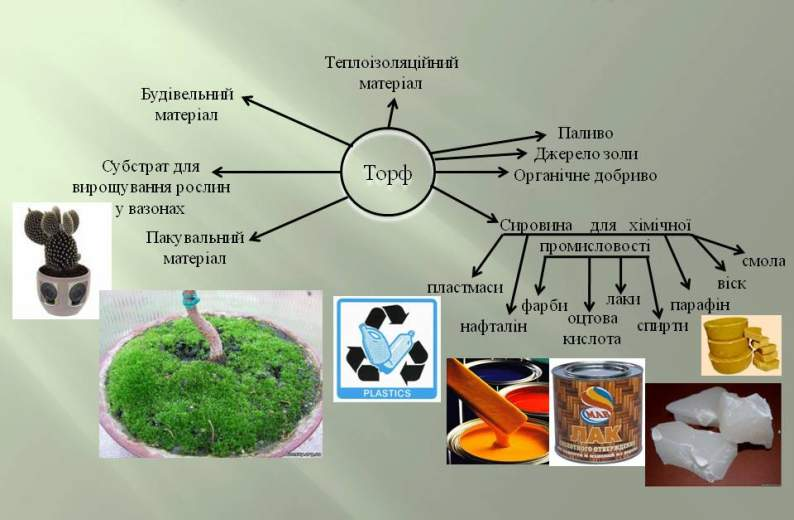 Теплоізоляційний
матеріал
Будівельний
матеріал
Паливо
Джерело золи
Органічне добриво
Торф
Субстрат для
вирощування рослин
у вазонах
Пакувальний
матеріал
Сировина для хімічної
промисловості
смола
віск
пластмаси
парафін
лаки
фарби
оцтова
кислота
спирти
нафталін
PLASTICS
МАВ
ЛАК